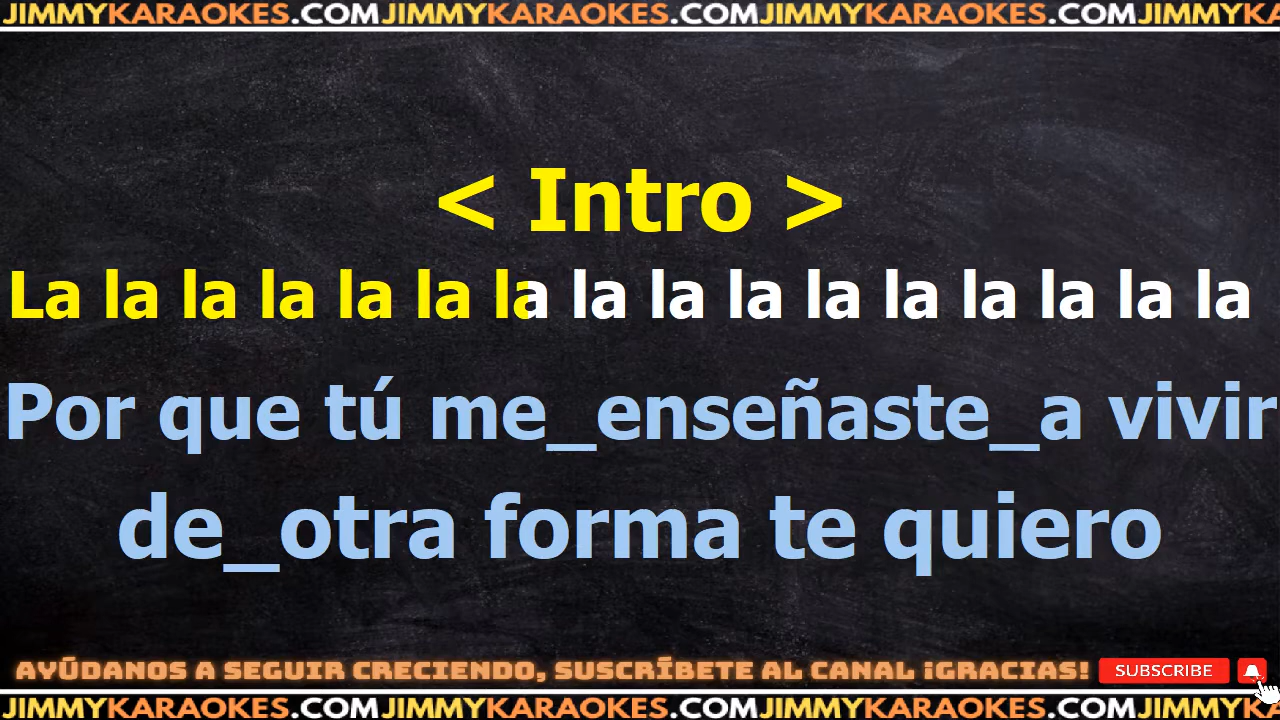 JIMMYKARAOKES.COMJIMMYKARAOKES.COMJIMMYKARAOKES.COMJIMMYKA
< Intro >
La la la la la la la la la la la la la la la la
Por que tú me_enseñaste_a vivir
de_otra forma te quiero
AYÚDANOS A SEGUIR CRECIENDO, SUSCRÍBETE AL CANAL ¡GRACIAS! SUBSCRIBE
JIMMYKARAOKES.COMJIMMYKARAOKES.COMJIMMYKARAOKES.COMJIMMYKA